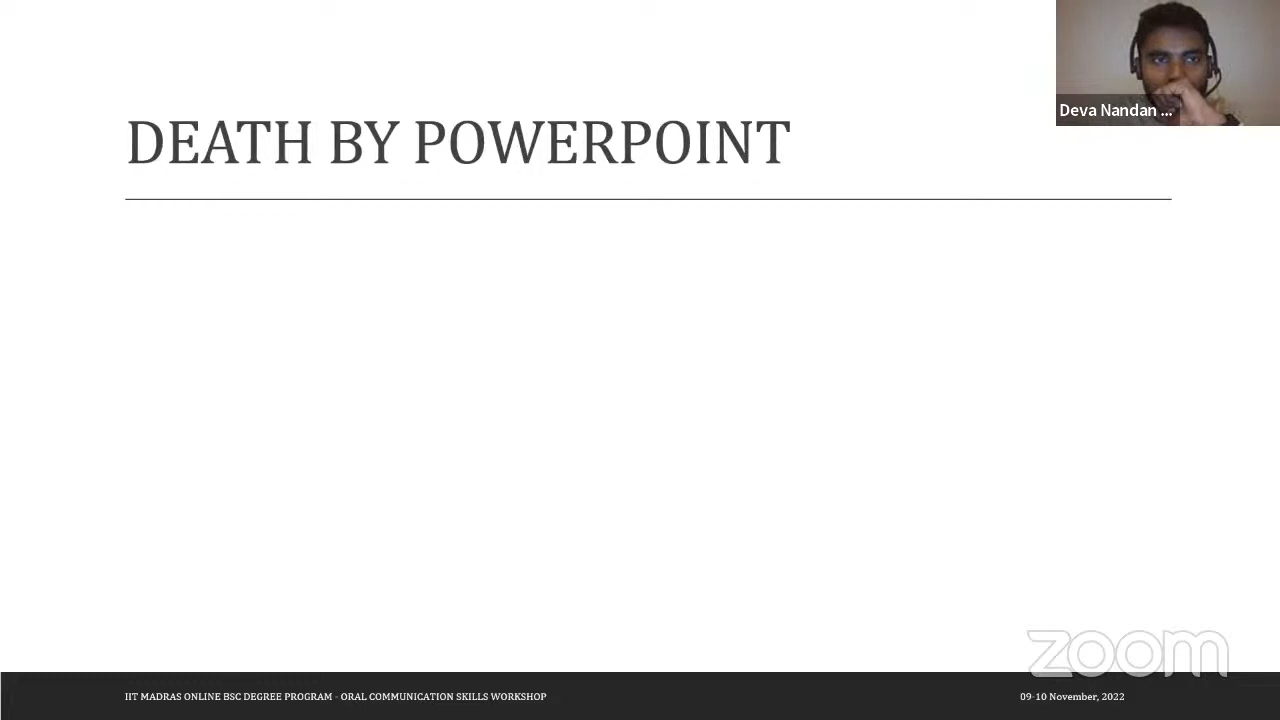 Deva Nandan ...
DEATH BY POWERPOINT
zoom
IIT MADRAS ONLINE BSC DEGREE PROGRAM - ORAL COMMUNICATION SKILLS WORKSHOP
09-10 November, 2022